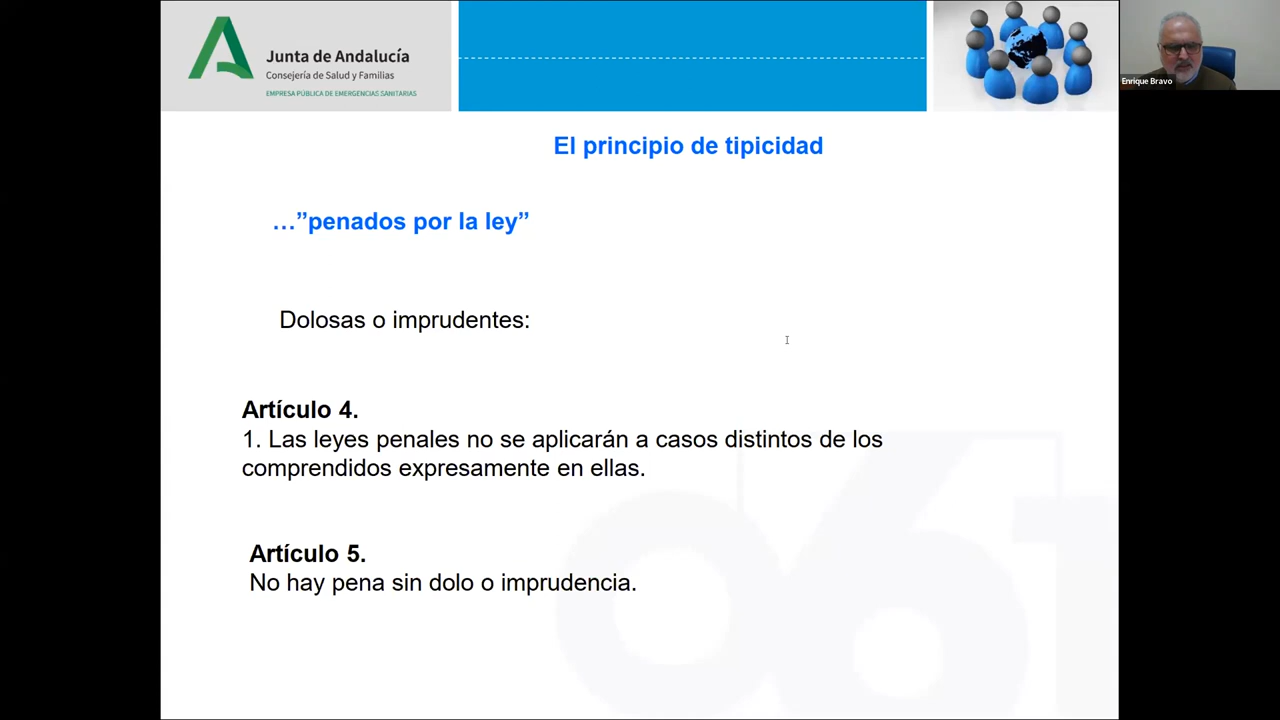 Junta de Andalucía
Consejería de Salud y Familias
EMPRESA PÚBLICA DE EMERGENCIAS SANITARIAS
Enrique Bravo
El principio de tipicidad
…”penados por la ley”
Dolosas o imprudentes:
Artículo 4.
1. Las leyes penales no se aplicarán a casos distintos de los
comprendidos expresamente en ellas.
Artículo 5.
No hay pena sin dolo o imprudencia.
061